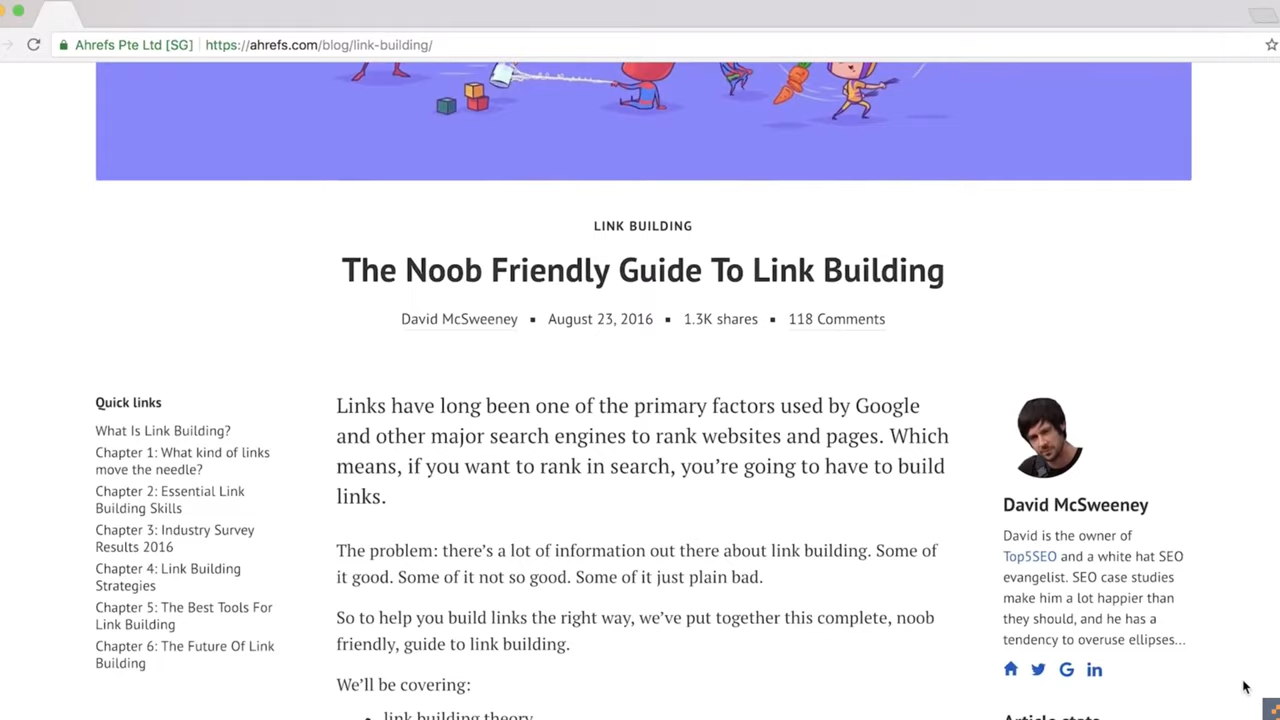 Ahrefs Pte Ltd [SG] https://ahrefs.com/blog/link-building/
LINK BUILDING
The Noob Friendly Guide To Link Building
David McSweeney ▪ August 23, 2016 ▪ 1.3K shares ▪ 118 Comments
Quick links
What Is Link Building?
Chapter 1: What kind of links
move the needle?
Chapter 2: Essential Link
Building Skills
Chapter 3: Industry Survey
Results 2016
Chapter 4: Link Building
Strategies
Chapter 5: The Best Tools For
Link Building
Chapter 6: The Future Of Link
Building
Links have long been one of the primary factors used by Google
and other major search engines to rank websites and pages. Which
means, if you want to rank in search, you’re going to have to build
links.
The problem: there’s a lot of information out there about link building. Some of
it good. Some of it not so good. Some of it just plain bad.
So to help you build links the right way, we’ve put together this complete, noob
friendly, guide to link building.
We’ll be covering:
• link building theory
David McSweeney
David is the owner of
Top5SEO and a white hat SEO
evangelist. SEO case studies
make him a lot happier than
they should, and he has a
tendency to overuse ellipses...
Article stats